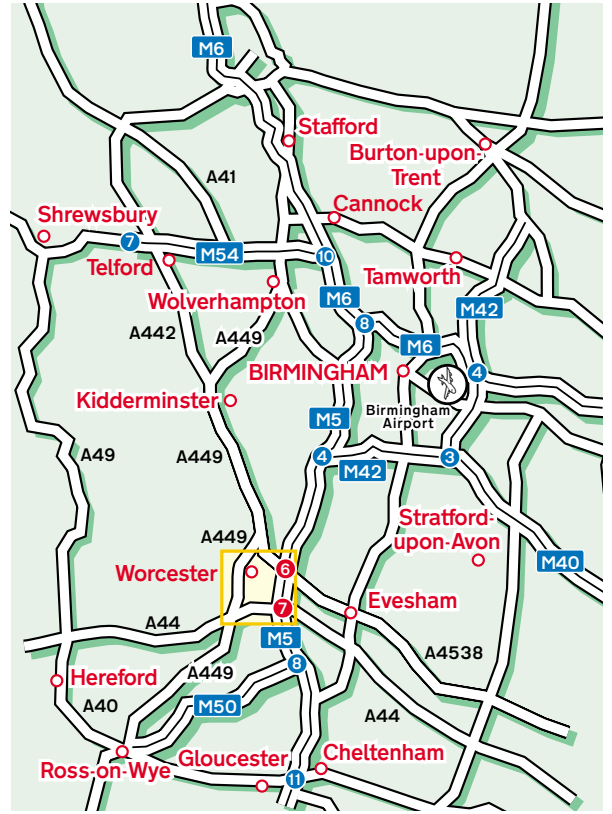 M6
Stafford
Burton-upon-
Trent
A41
Cannock
Shrewsbury
7
M54
10
Telford
Tamworth
Wolverhampton
M6
M42
A442
A449
8
M6
BIRMINGHAM
4
Kidderminster
Birmingham
Airport
M5
A49
A449
4
M42
3
Stratford-
upon-Avon
A449
M40
Worcester
6
7
Evesham
A44
M5
A4538
8
Hereford
A449
A40
M50
A44
Ross-on-Wye
Gloucester
Cheltenham
11